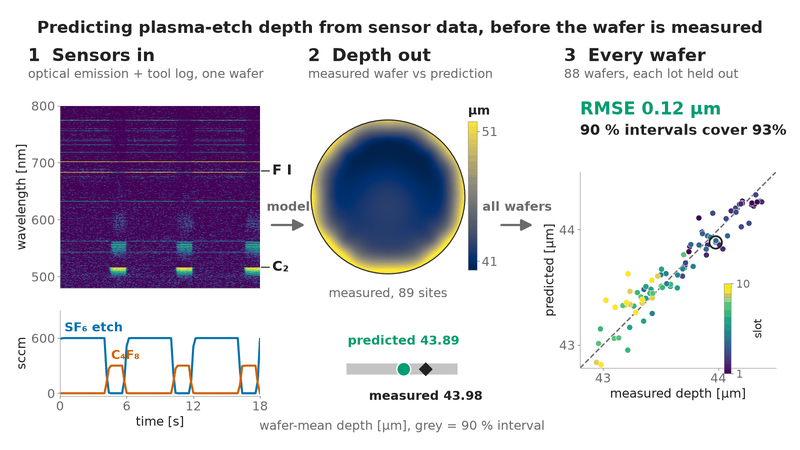 Predicting plasma-etch depth from sensor data, before the wafer is measured
1 Sensors in
optical emission + tool log, one wafer
800
700
600
500
wavelength [nm]
F I
C₂
SF₆ etch
C₄F₈
600
0
sccm
0 6 12 18
time [s]
model
2 Depth out
measured wafer vs prediction
µm
51
41
measured, 89 sites
predicted 43.89
measured 43.98
wafer-mean depth [µm], grey = 90 % interval
all wafers
3 Every wafer
88 wafers, each lot held out
RMSE 0.12 µm
90 % intervals cover 93%
44
43
predicted [µm]
10
1
slot
43 44
measured depth [µm]